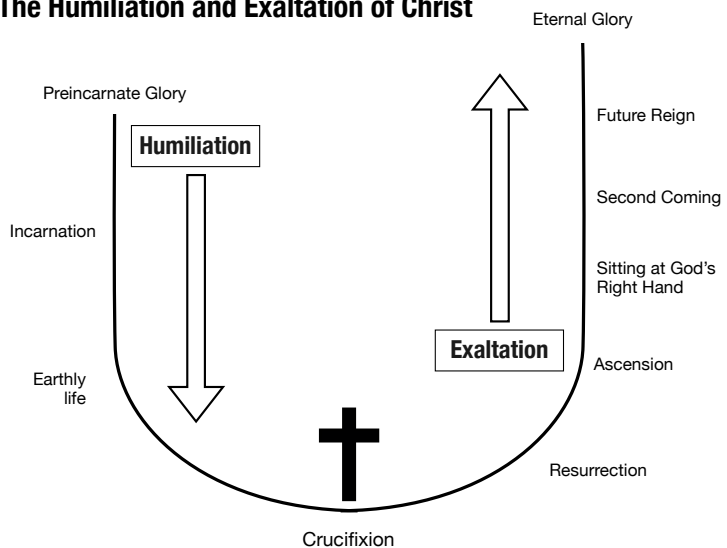 The Humiliation and Exaltation of Christ
Eternal Glory
Preincarnate Glory
Humiliation
Future Reign
Second Coming
Incarnation
Sitting at God’s
Right Hand
Exaltation
Ascension
Earthly
life
Resurrection
Crucifixion